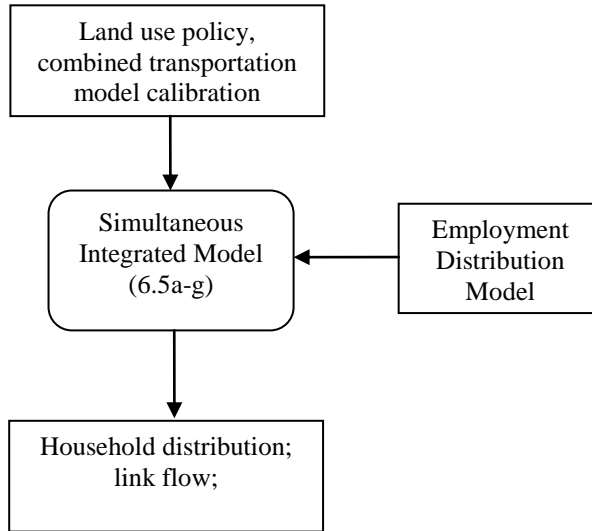 Land use policy,
combined transportation
model calibration
Simultaneous
Integrated Model
(6.5a-g)
Employment
Distribution
Model
Household distribution;
link flow;